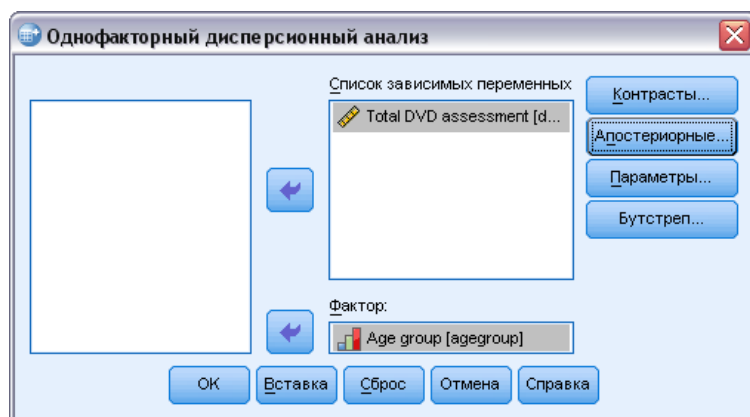 Однофакторный дисперсионный анализ
Список зависимых переменных
Total DVD assessment [d...
Контрасты...
Апостериорные...
Параметры...
Бутстреп...
Фактор:
Age group [agegroup]
OK
Вставка
Сброс
Отмена
Справка